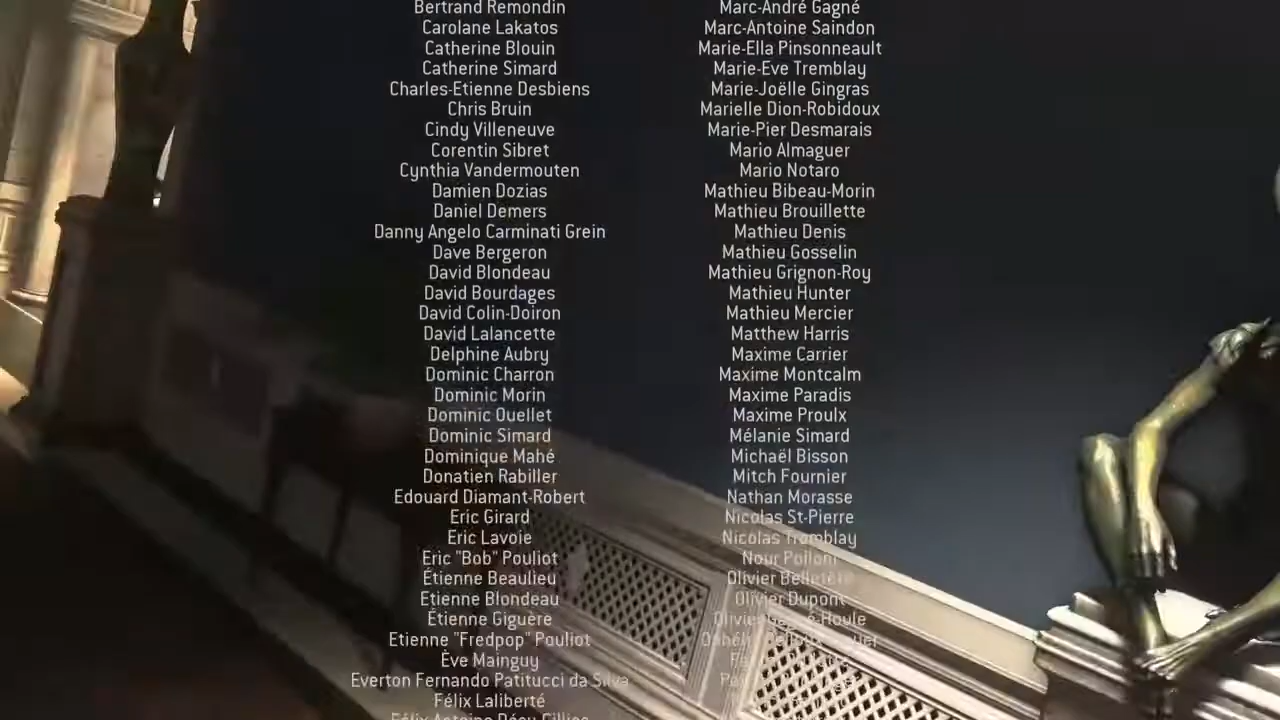 Bertrand Remondin
Carolane Lakatos
Catherine Blouin
Catherine Simard
Charles-Etienne Desbiens
Chris Bruin
Cindy Villeneuve
Corentin Sibret
Cynthia Vandermouten
Damien Dozias
Daniel Demers
Danny Angelo Carminati Grein
Dave Bergeron
David Blondeau
David Bourdages
David Colin-Doiron
David Lalancette
Delphine Aubry
Dominic Charron
Dominic Morin
Dominic Ouellet
Dominic Simard
Dominique Mahé
Donatien Rabiller
Edouard Diamant-Robert
Eric Girard
Eric Lavoie
Eric "Bob" Pouliot
Étienne Beaulieu
Etienne Blondeau
Étienne Giguère
Etienne "Fredpop" Pouliot
Ève Mainguy
Everton Fernando Patitucci da Silva
Félix Laliberté
Marc-André Gagné
Marc-Antoine Saindon
Marie-Ella Pinsonneault
Marie-Eve Tremblay
Marie-Joëlle Gingras
Marielle Dion-Robidoux
Marie-Pier Desmarais
Mario Almaguer
Mario Notaro
Mathieu Bibeau-Morin
Mathieu Brouillette
Mathieu Denis
Mathieu Gosselin
Mathieu Grignon-Roy
Mathieu Hunter
Mathieu Mercier
Matthew Harris
Maxime Carrier
Maxime Montcalm
Maxime Paradis
Maxime Proulx
Mélanie Simard
Michaël Bisson
Mitch Fournier
Nathan Morasse
Nicolas St-Pierre
Nicolas Tremblay
Nour Polloni
Olivier
Olivier Dupont
Olivier